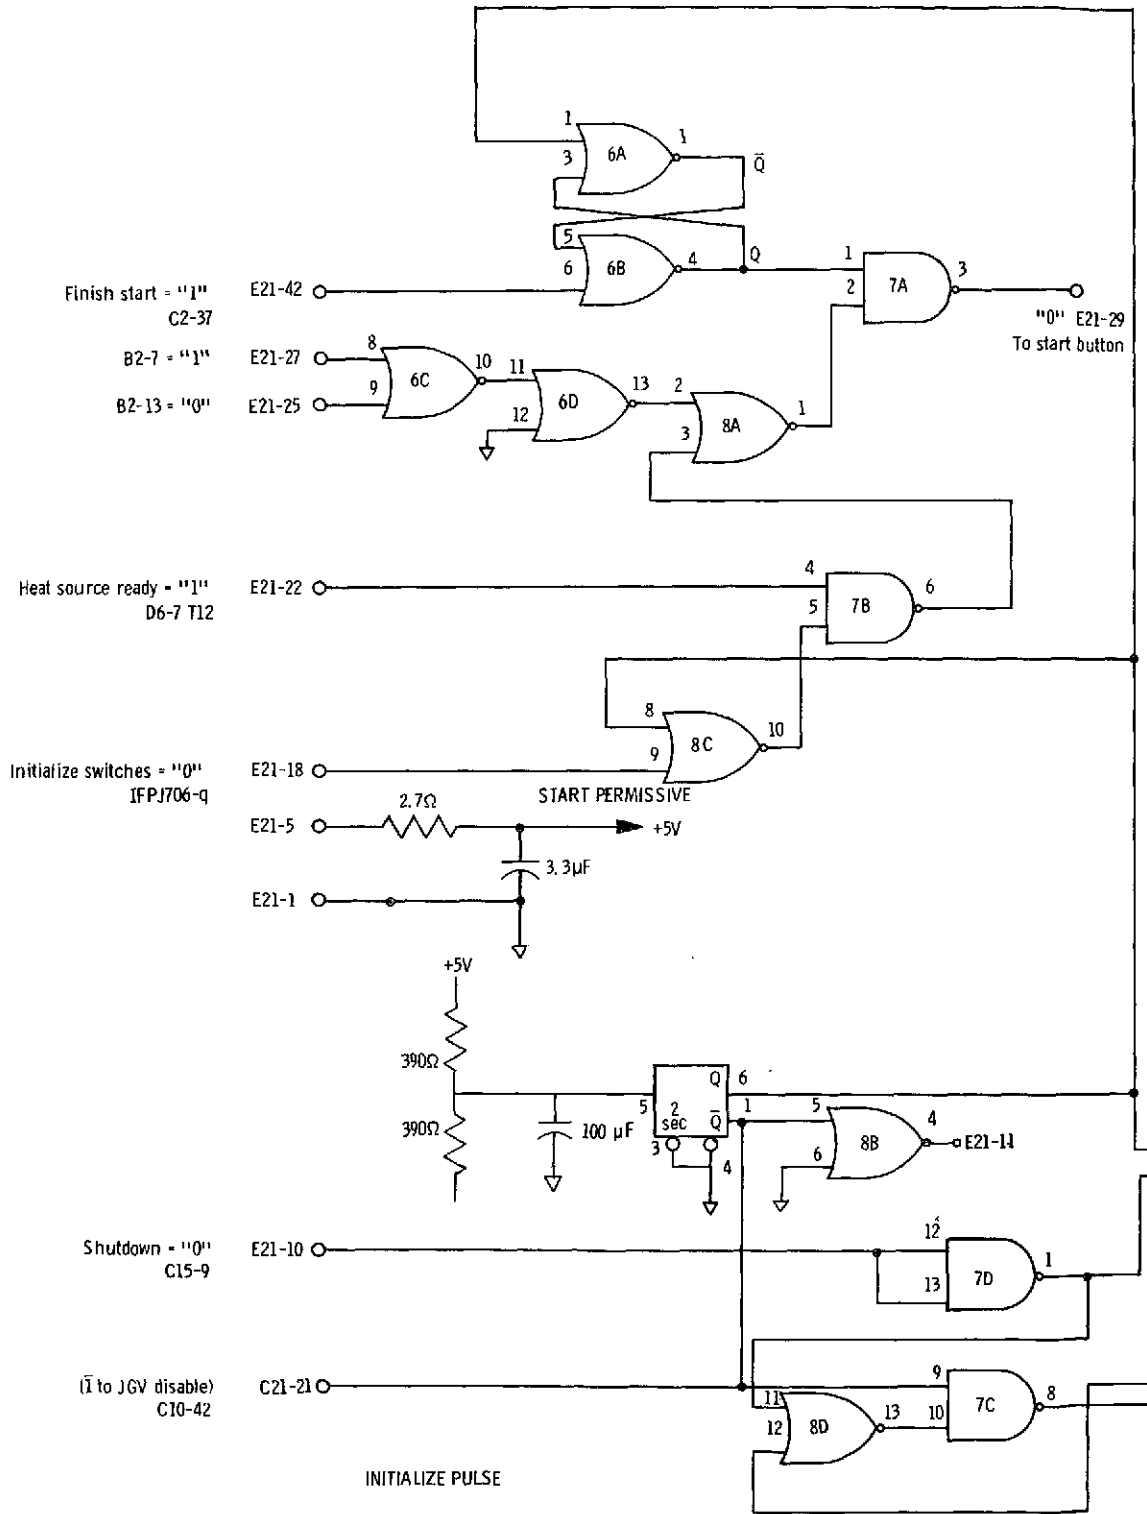 1
3
6A
1
Q̄
5
6
6B
4
Q
1
2
7A
3
Finish start = "1"
C2-37
E21-42
"0" E21-29
To start button
B2-7 = "1"
E21-27
8
9
6C
10
B2-13 = "0"
E21-25
11
12
6D
13
2
3
8A
1
Heat source ready = "1"
D6-7 T12
E21-22
4
5
7B
6
8
9
8C
10
Initialize switches = "0"
IFPJ706-q
E21-18
START PERMISSIVE
E21-5
2.7Ω
+5V
3.3μF
E21-1
+5V
390Ω
390Ω
100 μF
5
2
sec
Q
Q̄
6
1
3
4
5
6
8B
4
E21-11
Shutdown = "0"
C15-9
E21-10
12
13
7D
1
(1̄ to JGV disable)
C10-42
C21-21
11
12
8D
13
9
10
7C
8
INITIALIZE PULSE